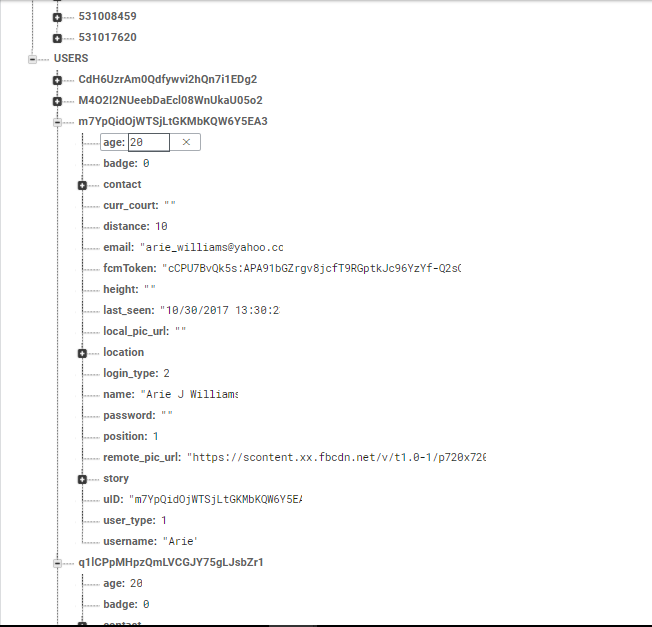 531008459
531017620
USERS
CdH6UzrAm0Qdfywvi2hQn7i1EDg2
M4O2I2NUeebDaEcl08WnUkaU05o2
m7YpQidOjWTSjLtGKMbKQW6Y5EA3
age: 20 ×
badge: 0
contact
curr_court: ""
distance: 10
email: "arie_williams@yahoo.cc
fcmToken: "cCPU7BvQk5s:APA91bGZrgv8jcfT9RGptkJc96YzYf-Q2s(
height: ""
last_seen: "10/30/2017 13:30:2
local_pic_url: ""
location
login_type: 2
name: "Arie J Williams
password: ""
position: 1
remote_pic_url: "https://scontent.xx.fbcdn.net/v/t1.0-1/p720x720
story
uID: "m7YpQidOjWTSjLtGKMbKQW6Y5EA
user_type: 1
username: "Arie"
q1lCPpMHpzQmLVCGJY75gLJsbZr1
age: 20
badge: 0
contact